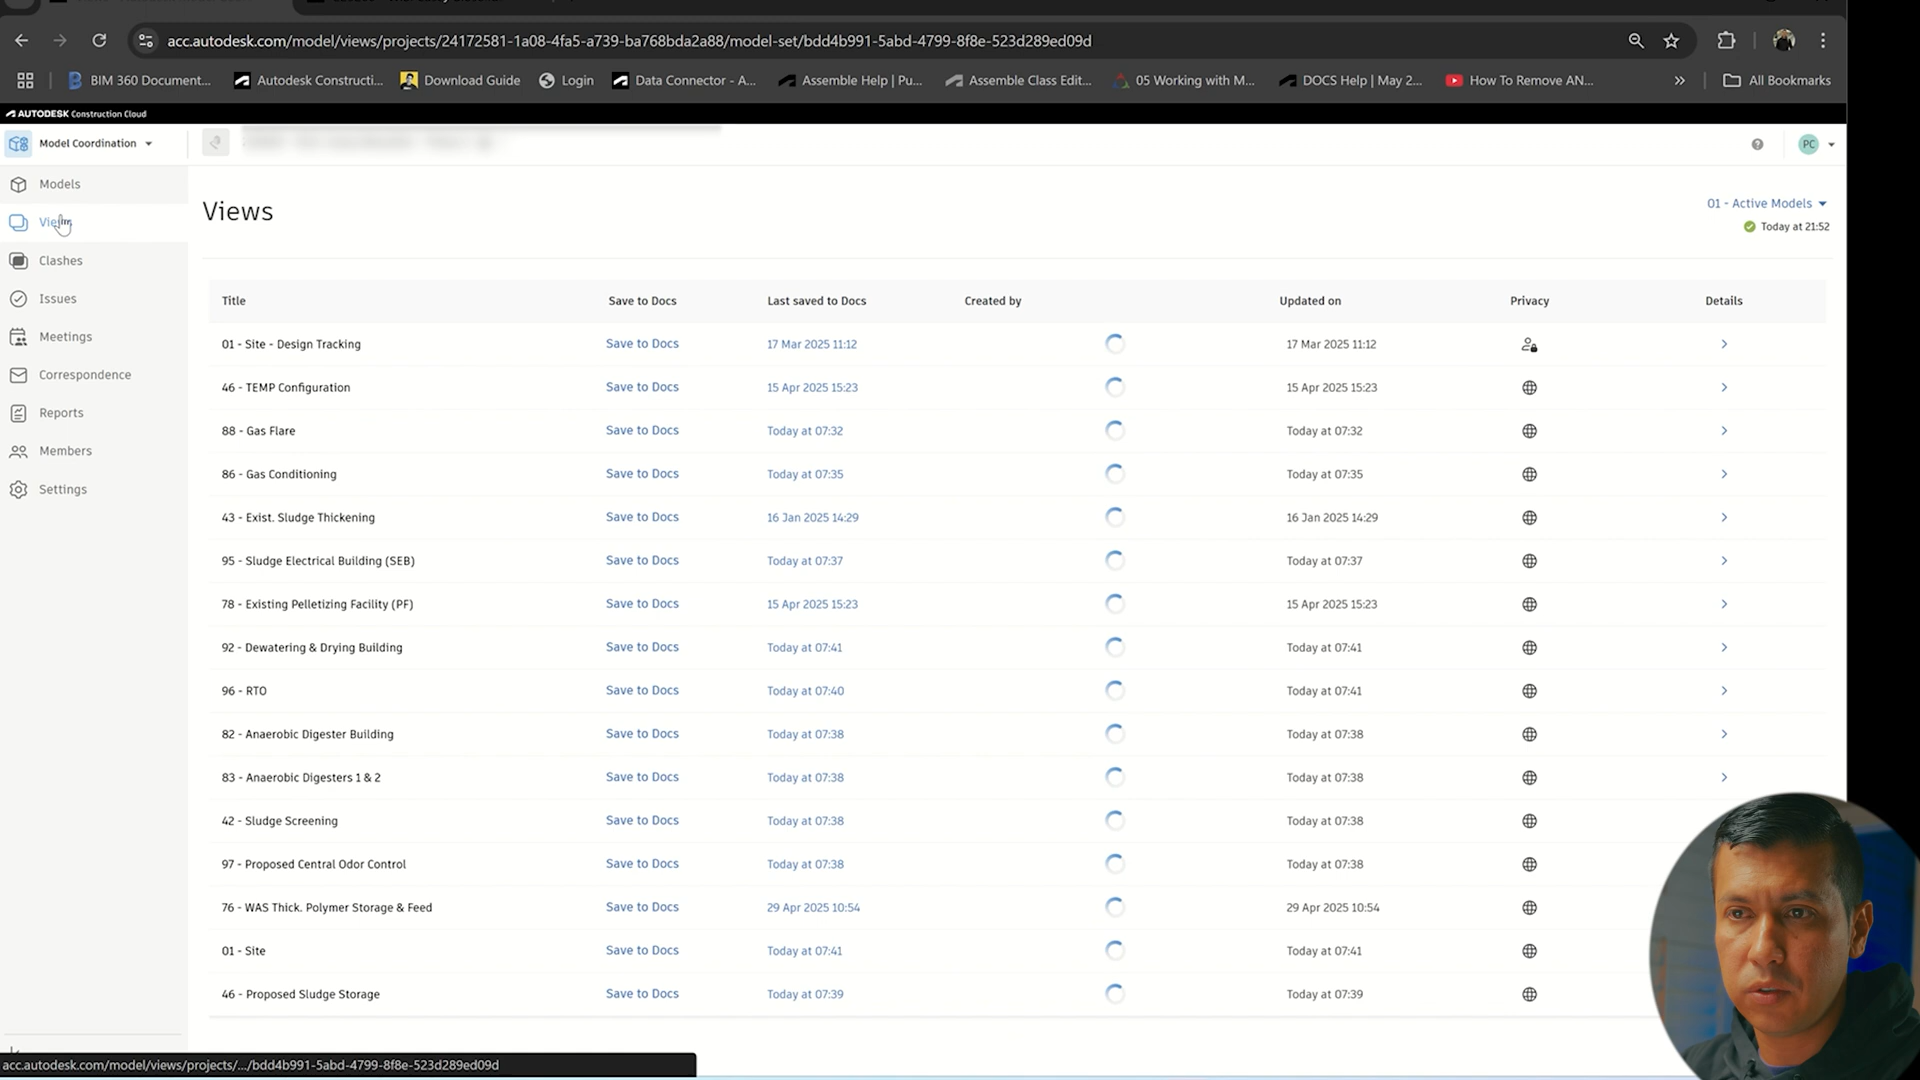 acc.autodesk.com/model/views/projects/24172581-1a08-4fa5-a739-ba768bda2a88/model-set/bdd4b991-5abd-4799-8f8e-523d289ed09d
BIM 360 Document...
Autodesk Constructi...
Download Guide
Login
Data Connector - A...
Assemble Help | Pu...
Assemble Class Edit...
05 Working with M...
DOCS Help | May 2...
How To Remove AN...
»
All Bookmarks
AUTODESK Construction Cloud
Model Coordination
PC
Models
Views
Clashes
Issues
Meetings
Correspondence
Reports
Members
Settings
Views
01 - Active Models
Today at 21:52
Title Save to Docs Last saved to Docs Created by Updated on Privacy Details
01 - Site - Design Tracking Save to Docs 17 Mar 2025 11:12 17 Mar 2025 11:12
46 - TEMP Configuration Save to Docs 15 Apr 2025 15:23 15 Apr 2025 15:23
88 - Gas Flare Save to Docs Today at 07:32 Today at 07:32
86 - Gas Conditioning Save to Docs Today at 07:35 Today at 07:35
43 - Exist. Sludge Thickening Save to Docs 16 Jan 2025 14:29 16 Jan 2025 14:29
95 - Sludge Electrical Building (SEB) Save to Docs Today at 07:37 Today at 07:37
78 - Existing Pelletizing Facility (PF) Save to Docs 15 Apr 2025 15:23 15 Apr 2025 15:23
92 - Dewatering & Drying Building Save to Docs Today at 07:41 Today at 07:41
96 - RTO Save to Docs Today at 07:40 Today at 07:41
82 - Anaerobic Digester Building Save to Docs Today at 07:38 Today at 07:38
83 - Anaerobic Digesters 1 & 2 Save to Docs Today at 07:38 Today at 07:38
42 - Sludge Screening Save to Docs Today at 07:38 Today at 07:38
97 - Proposed Central Odor Control Save to Docs Today at 07:38 Today at 07:38
76 - WAS Thick. Polymer Storage & Feed Save to Docs 29 Apr 2025 10:54 29 Apr 2025 10:54
01 - Site Save to Docs Today at 07:41 Today at 07:41
46 - Proposed Sludge Storage Save to Docs Today at 07:39 Today at 07:39
acc.autodesk.com/model/views/projects/.../bdd4b991-5abd-4799-8f8e-523d289ed09d